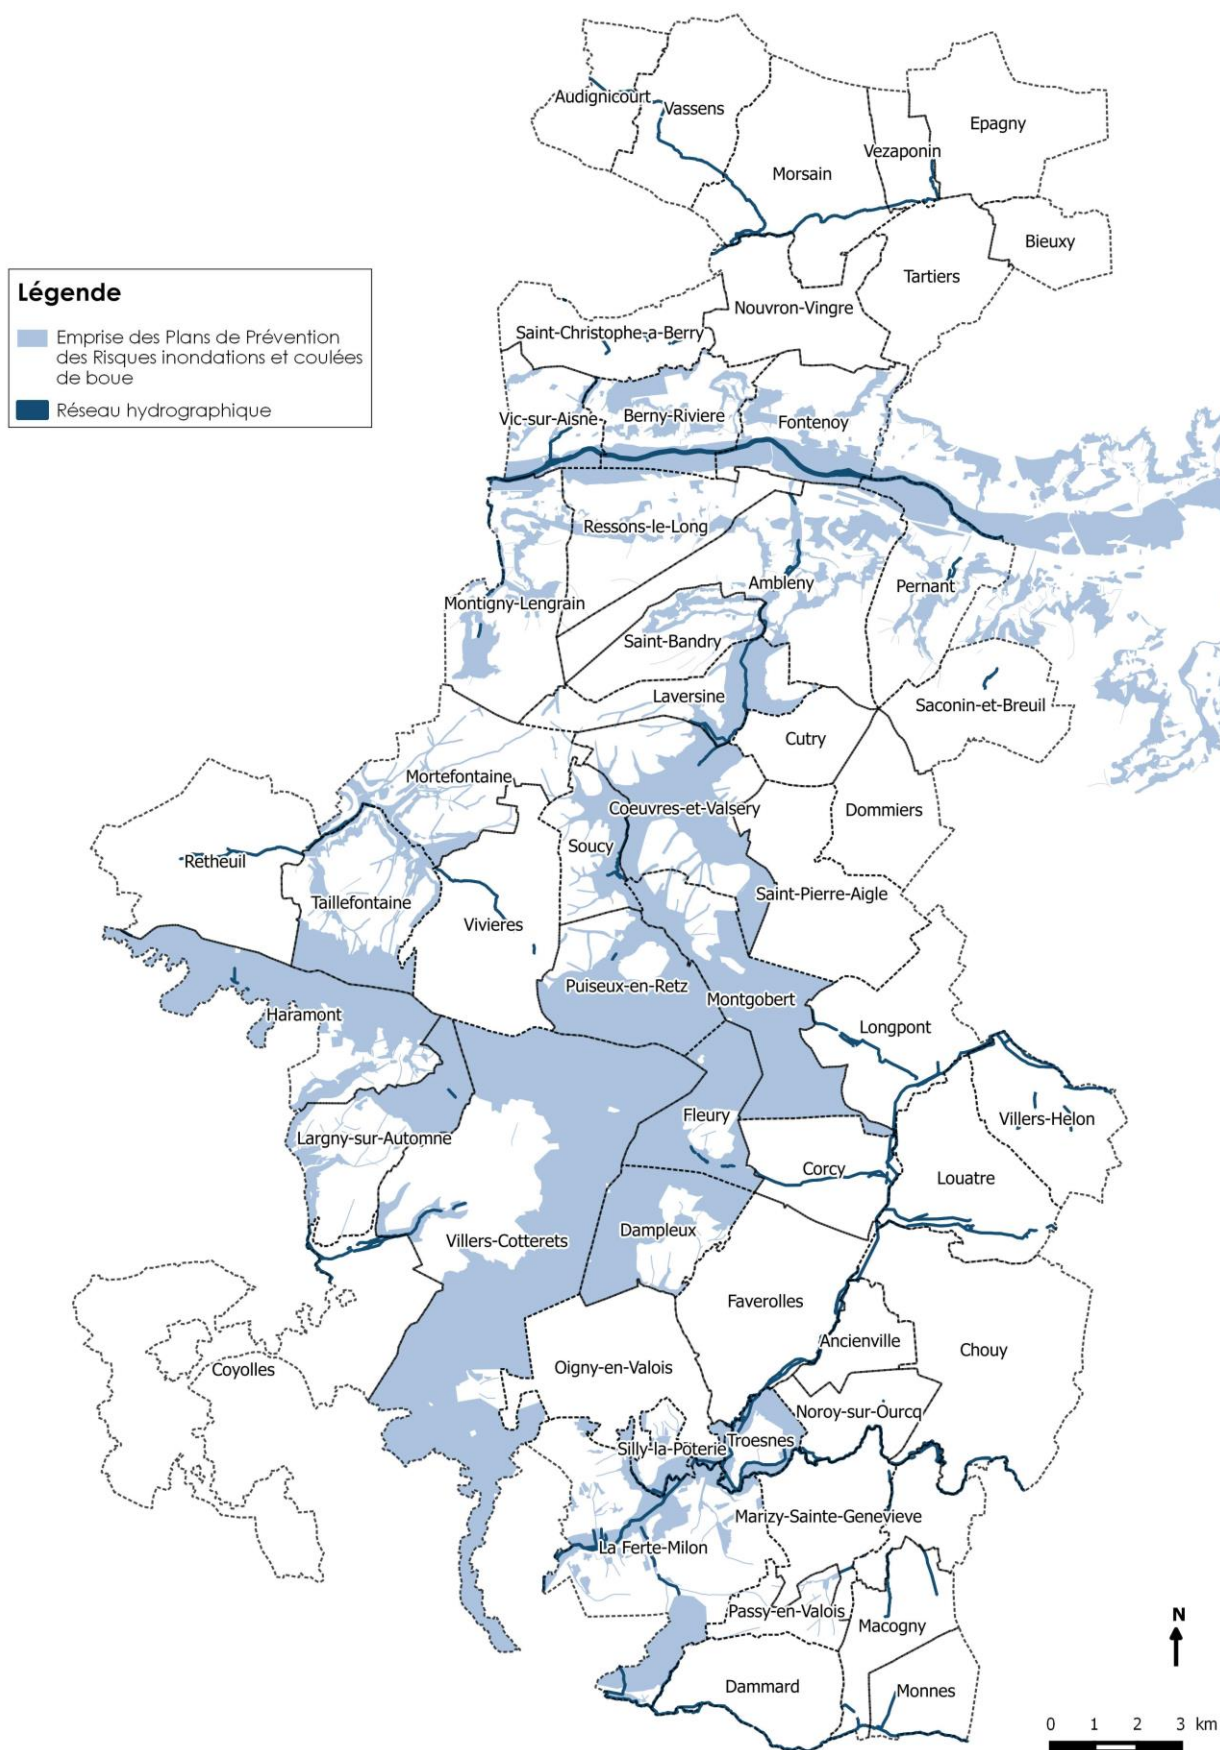 Audignicourt
Vassens
Epagny
Vezaponin
Morsain
Bieuxy
Tartiers
Nouvron-Vingre
Légende
Emprise des Plans de Prévention
des Risques inondations et coulées
de boue
Réseau hydrographique
Saint-Christophe-a-Berry
Vic-sur-Aisne
Berny-Riviere
Fontenoy
Ressons-le-Long
Ambleny
Pernant
Montigny-Lengrain
Saint-Bandry
Laversine
Saconin-et-Breuil
Cutry
Mortefontaine
Coeuvres-et-Valsery
Dommiers
Soucy
Retheuil
Taillefontaine
Saint-Pierre-Aigle
Vivieres
Puiseux-en-Retz
Montgobert
Haramont
Longpont
Fleury
Villers-Helon
Largny-sur-Automne
Corcy
Louatre
Dampleux
Villers-Cotterets
Faverolles
Ancienville
Chouy
Coyolles
Oigny-en-Valois
Noroy-sur-Ourcq
Troesnes
Silly-la-Poterie
Marizy-Sainte-Genevieve
La Ferte-Milon
Passy-en-Valois
Macogny
N
Dammard
Monnes
0 1 2 3 km